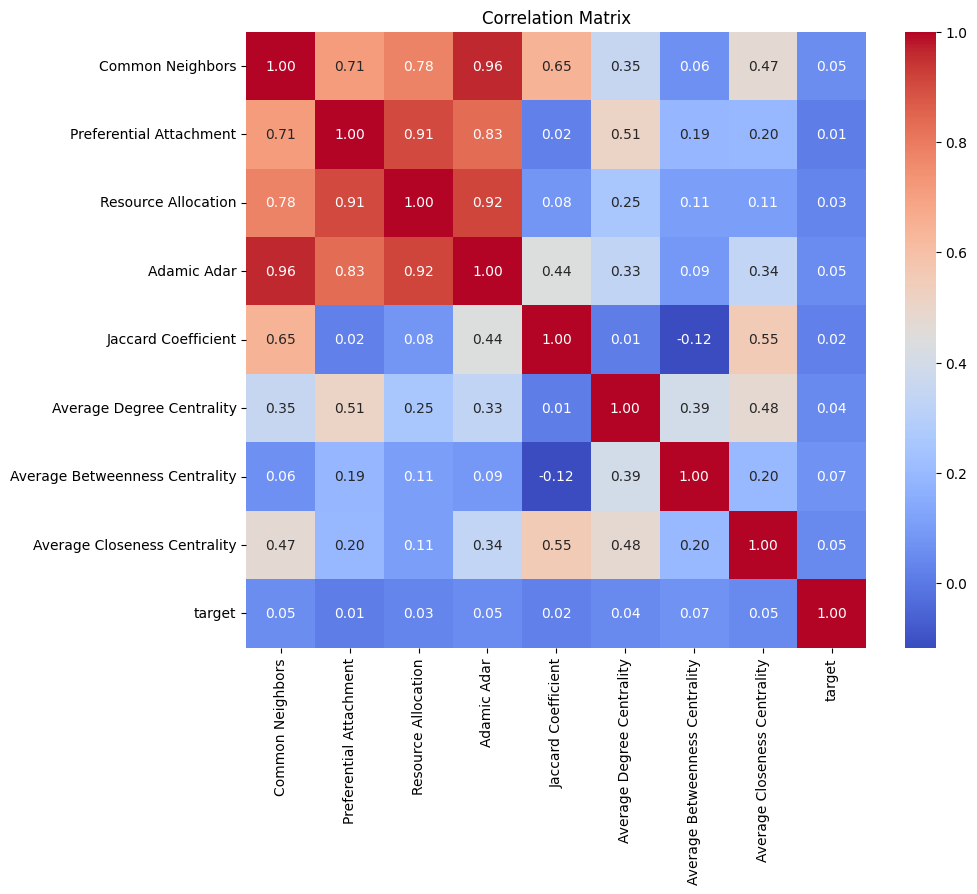 Correlation Matrix
Common Neighbors 1.00 0.71 0.78 0.96 0.65 0.35 0.06 0.47 0.05
Preferential Attachment 0.71 1.00 0.91 0.83 0.02 0.51 0.19 0.20 0.01
Resource Allocation 0.78 0.91 1.00 0.92 0.08 0.25 0.11 0.11 0.03
Adamic Adar 0.96 0.83 0.92 1.00 0.44 0.33 0.09 0.34 0.05
Jaccard Coefficient 0.65 0.02 0.08 0.44 1.00 0.01 -0.12 0.55 0.02
Average Degree Centrality 0.35 0.51 0.25 0.33 0.01 1.00 0.39 0.48 0.04
Average Betweenness Centrality 0.06 0.19 0.11 0.09 -0.12 0.39 1.00 0.20 0.07
Average Closeness Centrality 0.47 0.20 0.11 0.34 0.55 0.48 0.20 1.00 0.05
target 0.05 0.01 0.03 0.05 0.02 0.04 0.07 0.05 1.00
Common Neighbors
Preferential Attachment
Resource Allocation
Adamic Adar
Jaccard Coefficient
Average Degree Centrality
Average Betweenness Centrality
Average Closeness Centrality
target
1.0
0.8
0.6
0.4
0.2
0.0